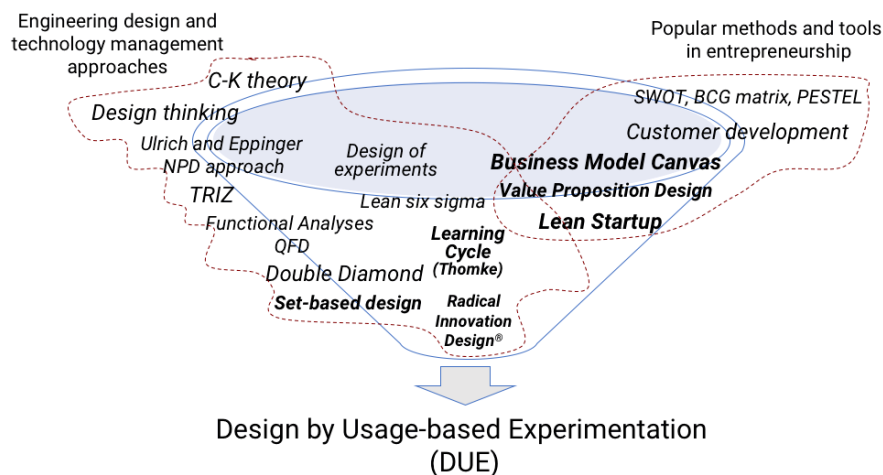 Engineering design and
technology management
approaches
Popular methods and tools
in entrepreneurship
C-K theory
SWOT, BCG matrix, PESTEL
Design thinking
Customer development
Ulrich and Eppinger
NPD approach
Design of
experiments
Business Model Canvas
TRIZ
Value Proposition Design
Lean six sigma
Functional Analyses
QFD
Lean Startup
Learning
Cycle
(Thomke)
Double Diamond
Set-based design
Radical
Innovation
Design®
Design by Usage-based Experimentation
(DUE)